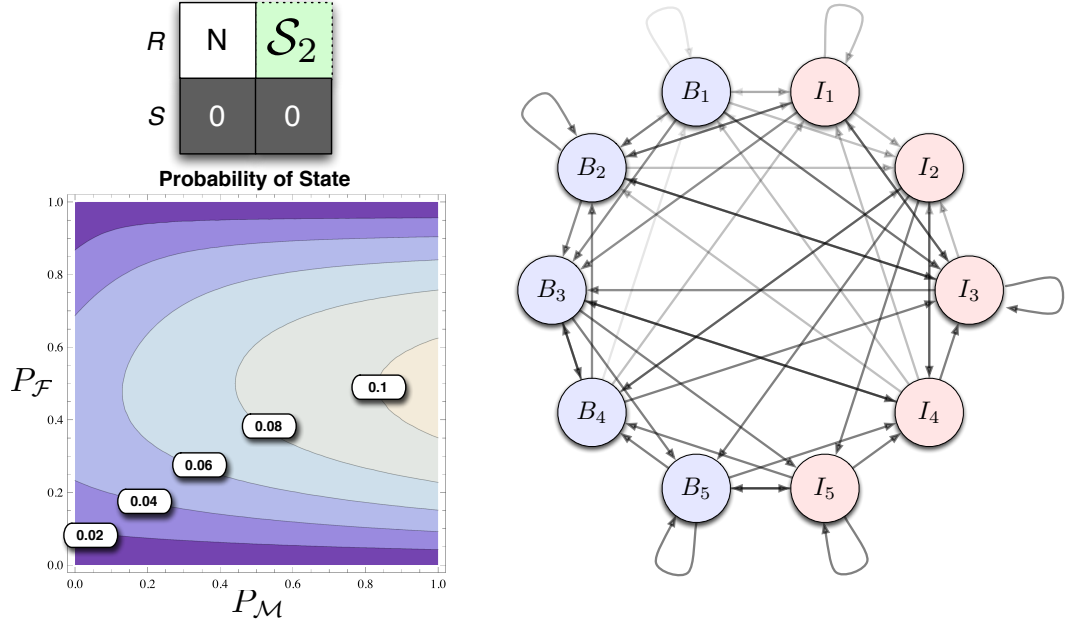 R N 𝒮₂
S 0 0
Probability of State
1.0
0.8
0.6
0.4
0.2
0.0
P_ℱ
0.1
0.08
0.06
0.04
0.02
0.0 0.2 0.4 0.6 0.8 1.0
P_ℳ
B₁ I₁
B₂ I₂
B₃ I₃
B₄ I₄
B₅ I₅